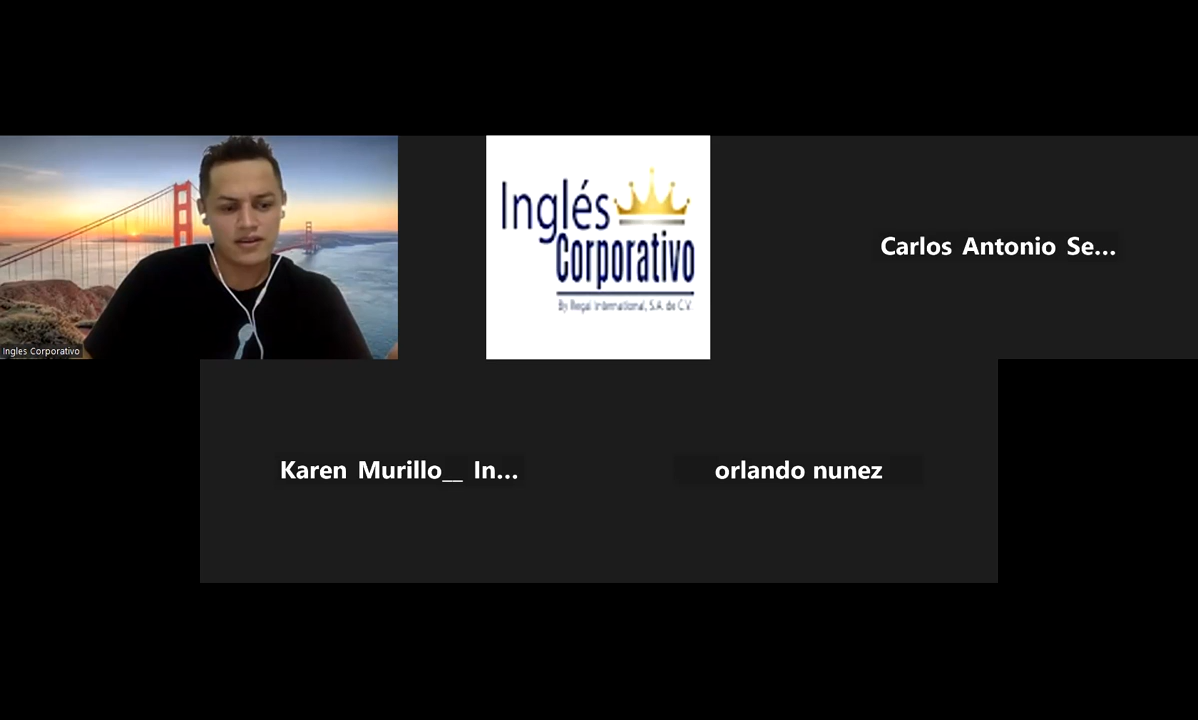 Inglés
Corporativo
By Regal International, S.A. de C.V.
Carlos Antonio Se...
Ingles Corporativo
Karen Murillo__ In...
orlando nunez